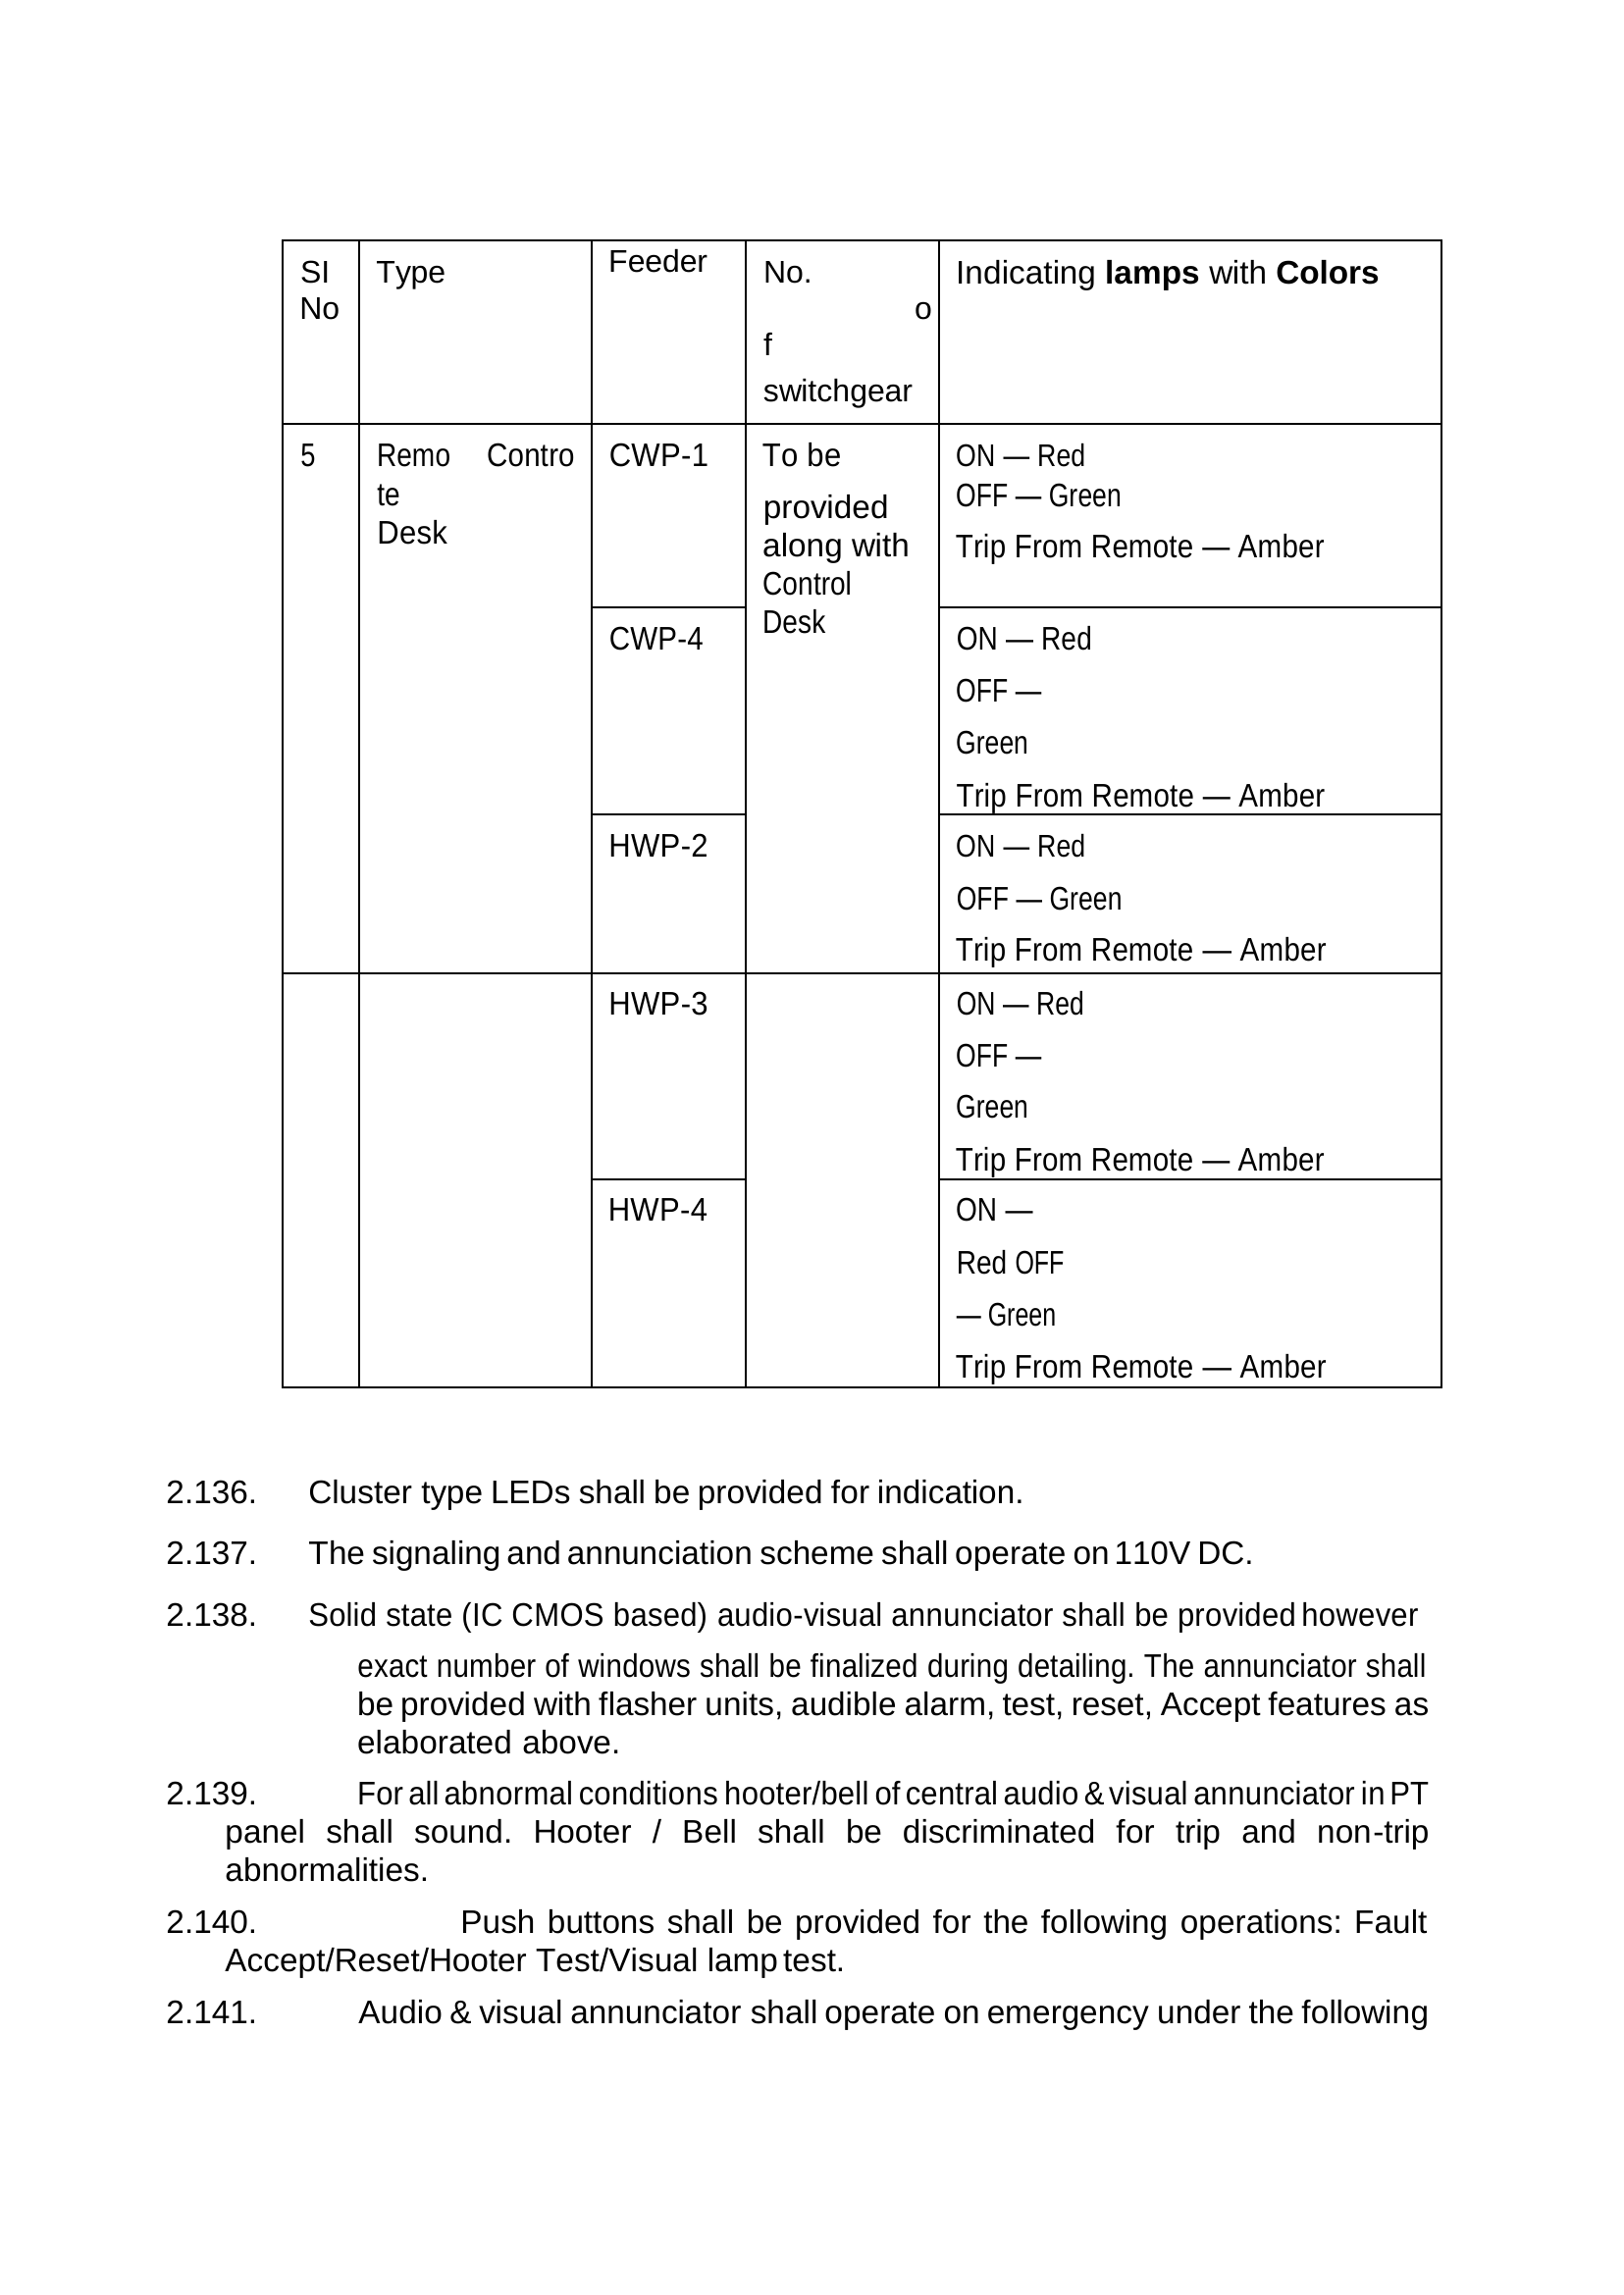 SI
No
Type
Feeder
No.
o
f
switchgear
Indicating lamps with Colors
5
Remo Contro
te
Desk
CWP-1
To be
provided
along with
Control
Desk
ON — Red
OFF — Green
Trip From Remote — Amber
CWP-4
ON — Red
OFF —
Green
Trip From Remote — Amber
HWP-2
ON — Red
OFF — Green
Trip From Remote — Amber
HWP-3
ON — Red
OFF —
Green
Trip From Remote — Amber
HWP-4
ON —
Red OFF
— Green
Trip From Remote — Amber
2.136. Cluster type LEDs shall be provided for indication.
2.137. The signaling and annunciation scheme shall operate on 110V DC.
2.138. Solid state (IC CMOS based) audio-visual annunciator shall be provided however
exact number of windows shall be finalized during detailing. The annunciator shall
be provided with flasher units, audible alarm, test, reset, Accept features as
elaborated above.
2.139. For all abnormal conditions hooter/bell of central audio & visual annunciator in PT
panel shall sound. Hooter / Bell shall be discriminated for trip and non-trip
abnormalities.
2.140. Push buttons shall be provided for the following operations: Fault
Accept/Reset/Hooter Test/Visual lamp test.
2.141. Audio & visual annunciator shall operate on emergency under the following